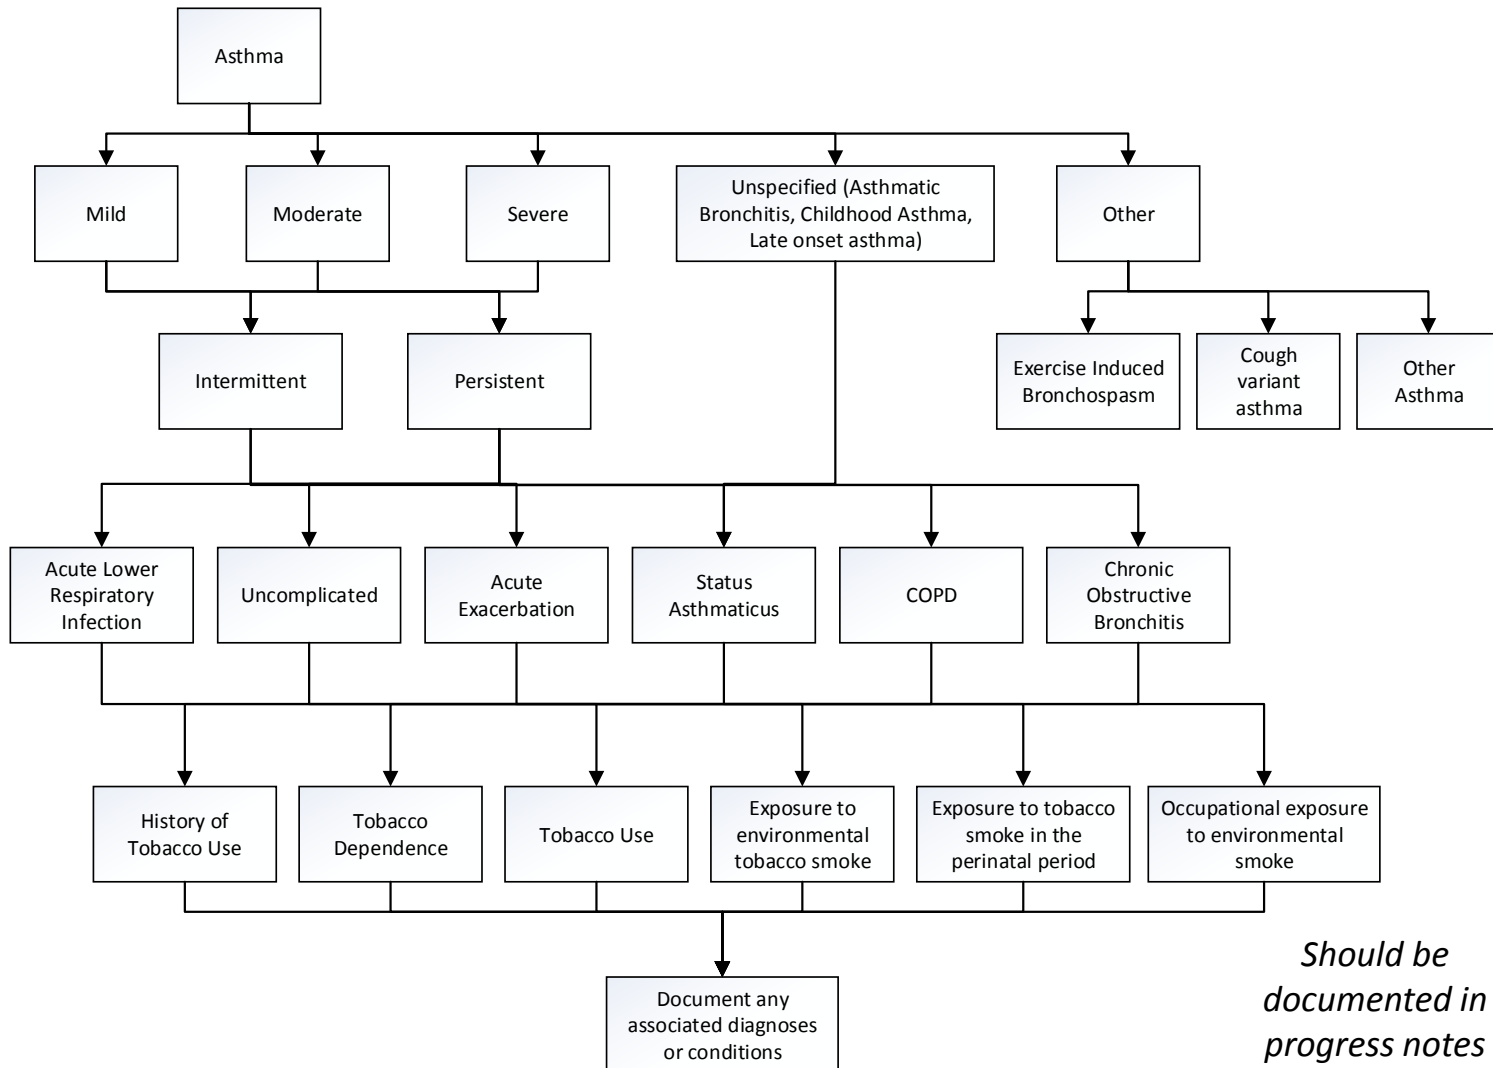 Asthma
Mild
Moderate
Severe
Unspecified (Asthmatic
Bronchitis, Childhood Asthma,
Late onset asthma)
Other
Intermittent
Persistent
Exercise Induced
Bronchospasm
Cough
variant
asthma
Other
Asthma
Acute Lower
Respiratory
Infection
Uncomplicated
Acute
Exacerbation
Status
Asthmaticus
COPD
Chronic
Obstructive
Bronchitis
History of
Tobacco Use
Tobacco
Dependence
Tobacco Use
Exposure to
environmental
tobacco smoke
Exposure to tobacco
smoke in the
perinatal period
Occupational exposure
to environmental
smoke
Document any
associated diagnoses
or conditions
Should be
documented in
progress notes